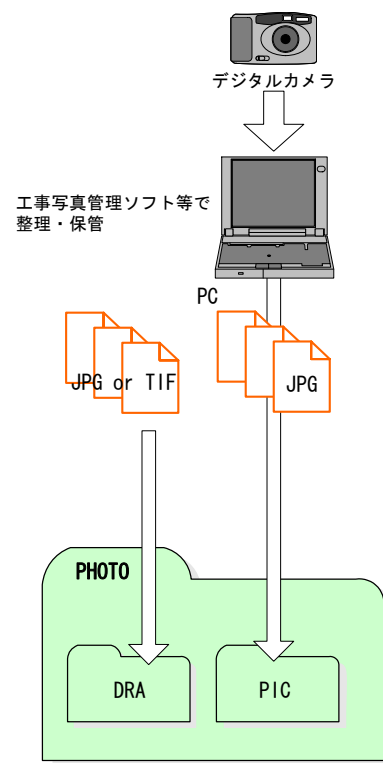 デジタルカメラ
工事写真管理ソフト等で
整理・保管
PC
JPG or TIF
JPG
PHOTO
DRA
PIC